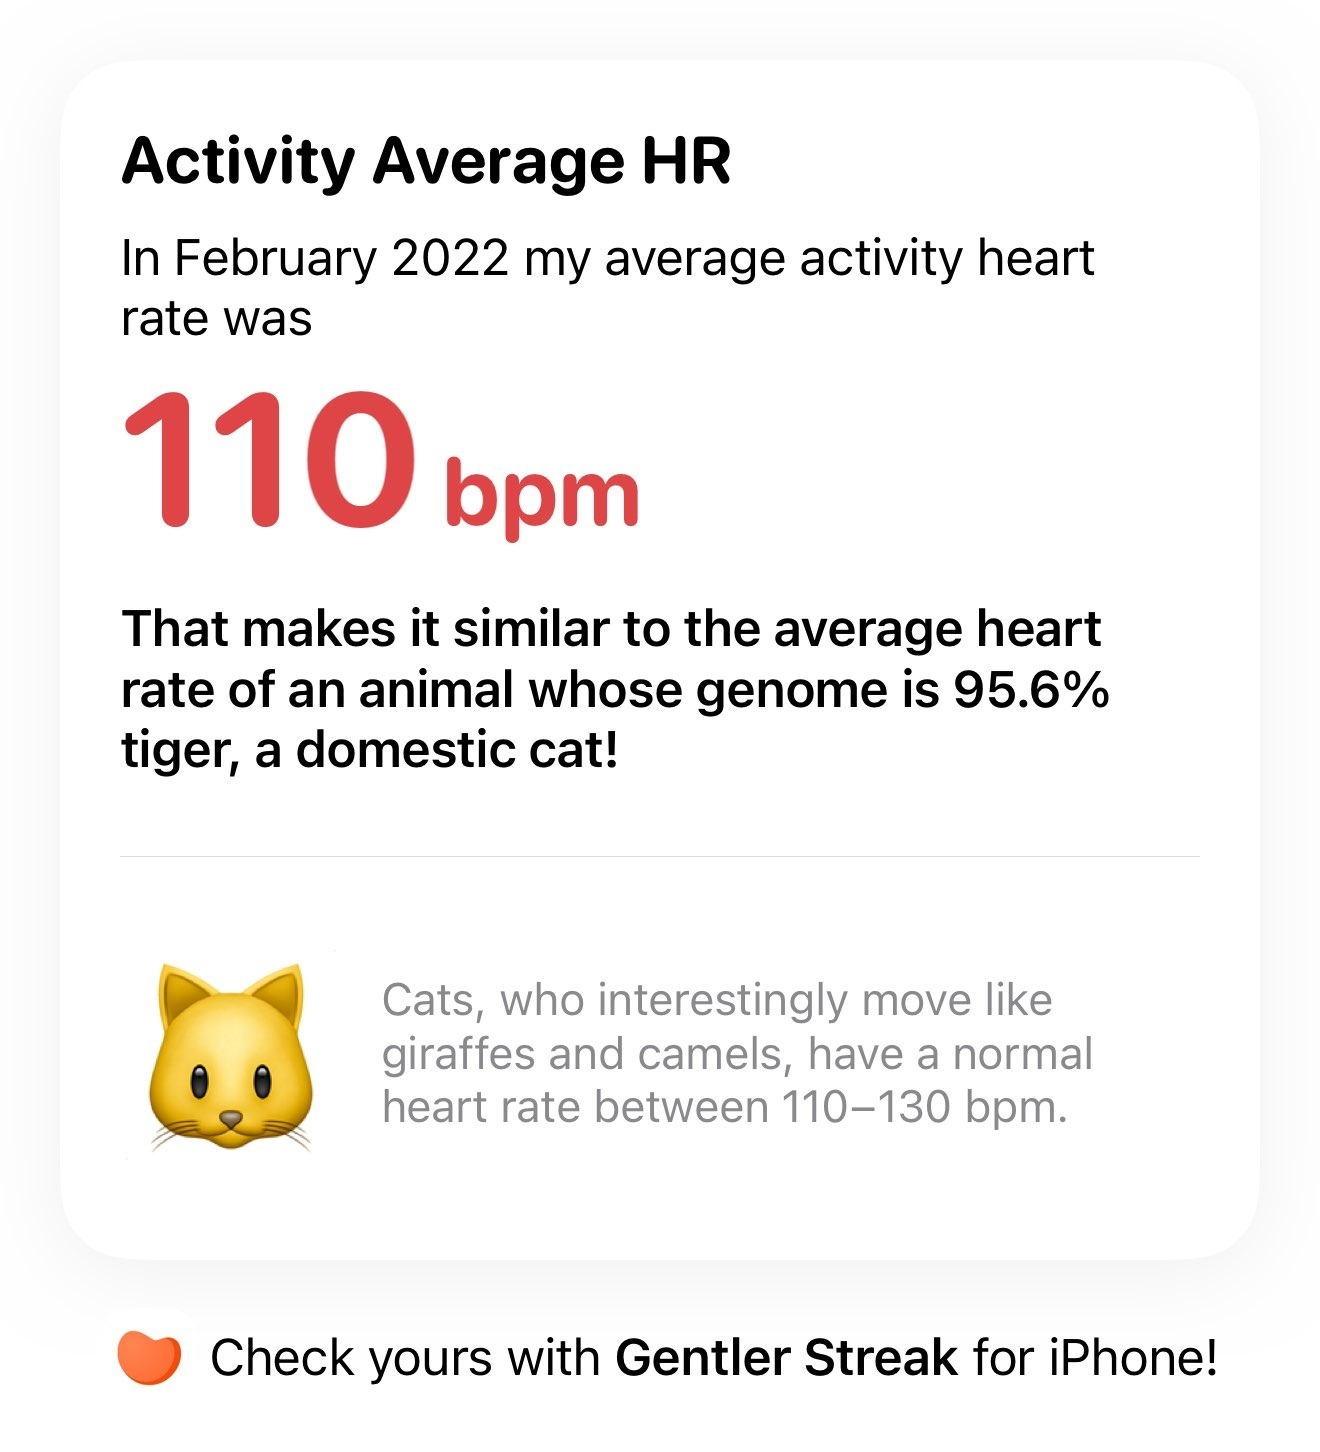 Activity Average HR
In February 2022 my average activity heart
rate was
110 bpm
That makes it similar to the average heart
rate of an animal whose genome is 95.6%
tiger, a domestic cat!
Cats, who interestingly move like
giraffes and camels, have a normal
heart rate between 110–130 bpm.
Check yours with Gentler Streak for iPhone!